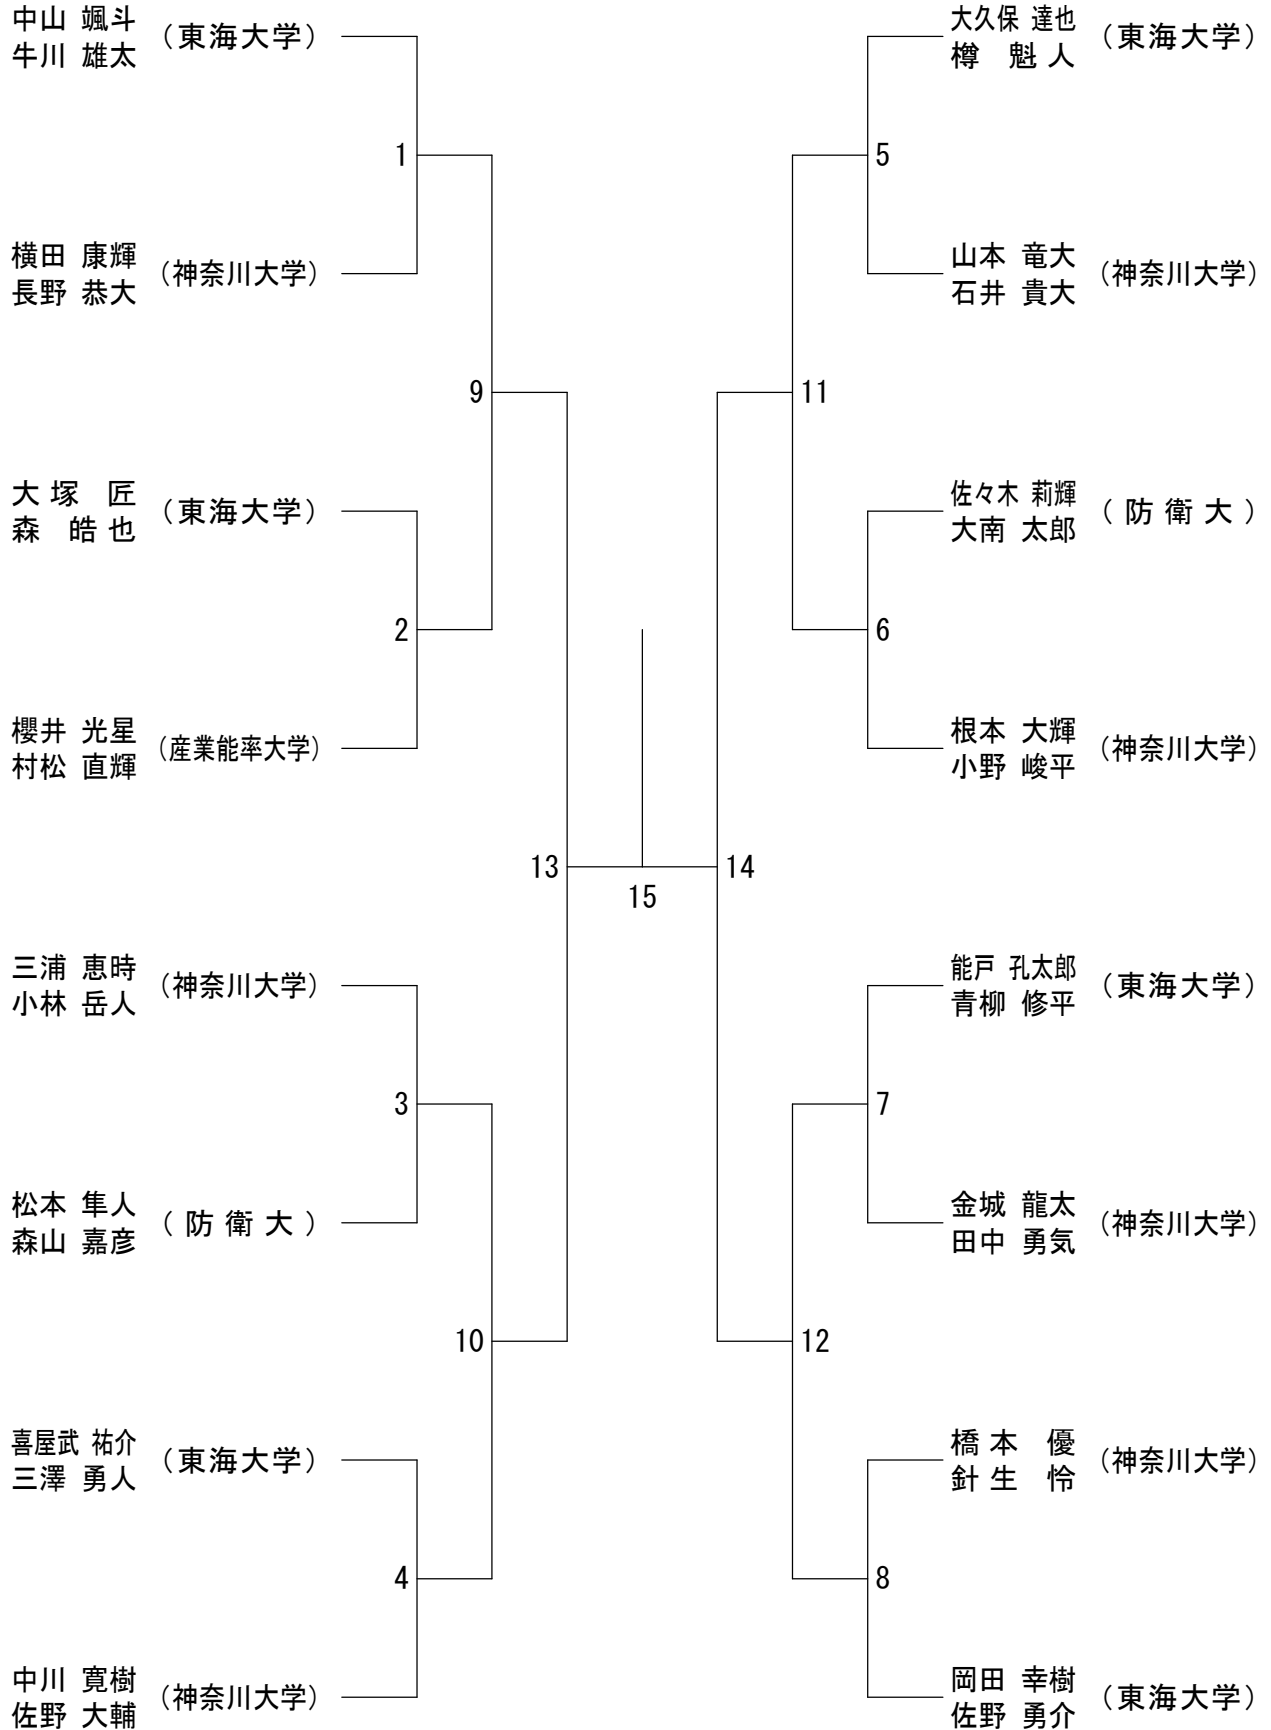 中山 颯斗
牛川 雄太
（東海大学）
1
横田 康輝
長野 恭大
（神奈川大学）
9
大塚 匠
森 皓也
（東海大学）
2
櫻井 光星
村松 直輝
（産業能率大学）
13
三浦 恵時
小林 岳人
（神奈川大学）
3
松本 隼人
森山 嘉彦
（防衛大）
10
喜屋武 祐介
三澤 勇人
（東海大学）
4
中川 寛樹
佐野 大輔
（神奈川大学）
15
大久保 達也
樽 魁人
（東海大学）
5
山本 竜大
石井 貴大
（神奈川大学）
11
佐々木 莉輝
大南 太郎
（防衛大）
6
根本 大輝
小野 峻平
（神奈川大学）
14
能戸 孔太郎
青柳 修平
（東海大学）
7
金城 龍太
田中 勇気
（神奈川大学）
12
橋本 優
針生 怜
（神奈川大学）
8
岡田 幸樹
佐野 勇介
（東海大学）